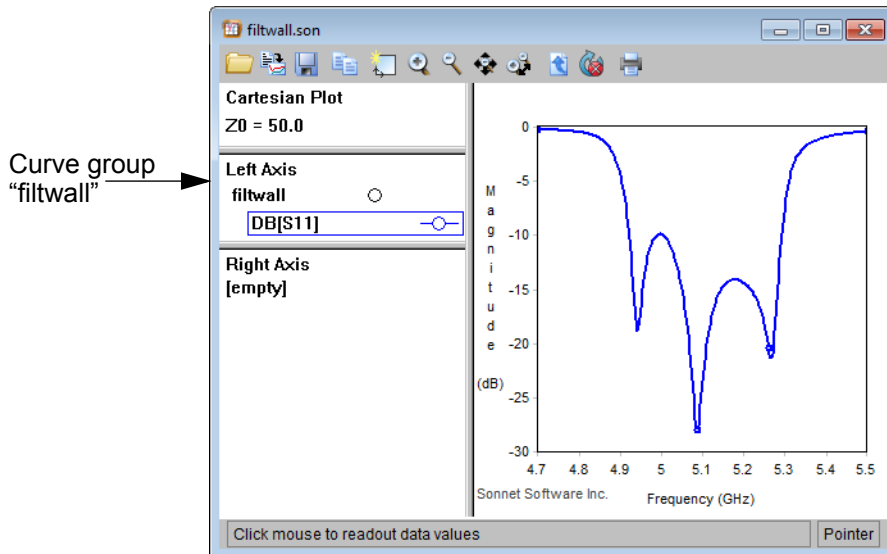 filtwall.son
Cartesian Plot
Z0 = 50.0
Curve group
“filtwall”
Left Axis
filtwall
DB[S11]
Right Axis
[empty]
Magnitude
(dB)
0
-5
-10
-15
-20
-25
-30
4.7 4.8 4.9 5 5.1 5.2 5.3 5.4 5.5
Sonnet Software Inc.
Frequency (GHz)
Click mouse to readout data values
Pointer